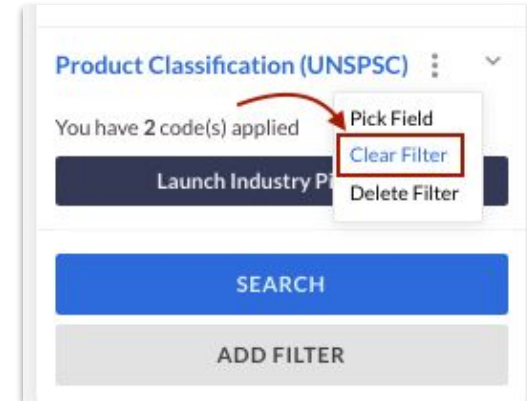 Product Classification (UNSPSC)
You have 2 code(s) applied
Pick Field
Clear Filter
Delete Filter
Launch Industry Pi
SEARCH
ADD FILTER